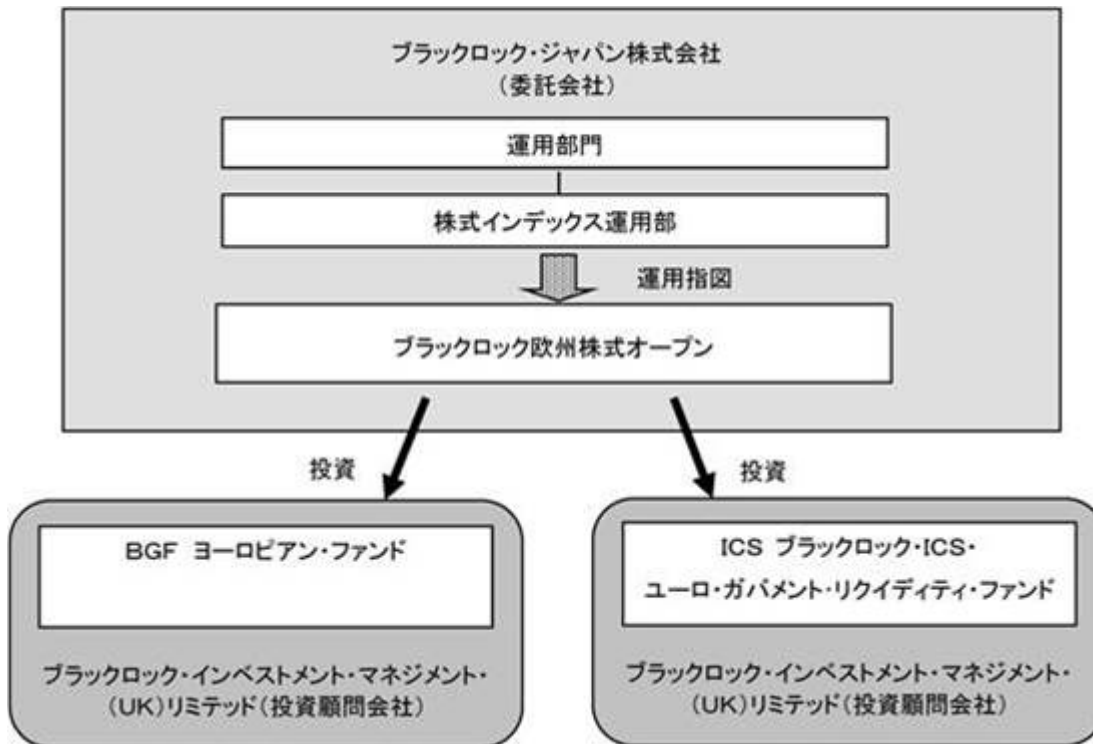 ブラックロック・ジャパン株式会社
(委託会社)
運用部門
株式インデックス運用部
運用指図
ブラックロック欧州株式オープン
投資
投資
BGF ヨーロピアン・ファンド
ブラックロック・インベストメント・マネジメント・
(UK)リミテッド(投資顧問会社)
ICS ブラックロック・ICS・
ユーロ・ガバメント・リクイディティ・ファンド
ブラックロック・インベストメント・マネジメント・
(UK)リミテッド(投資顧問会社)